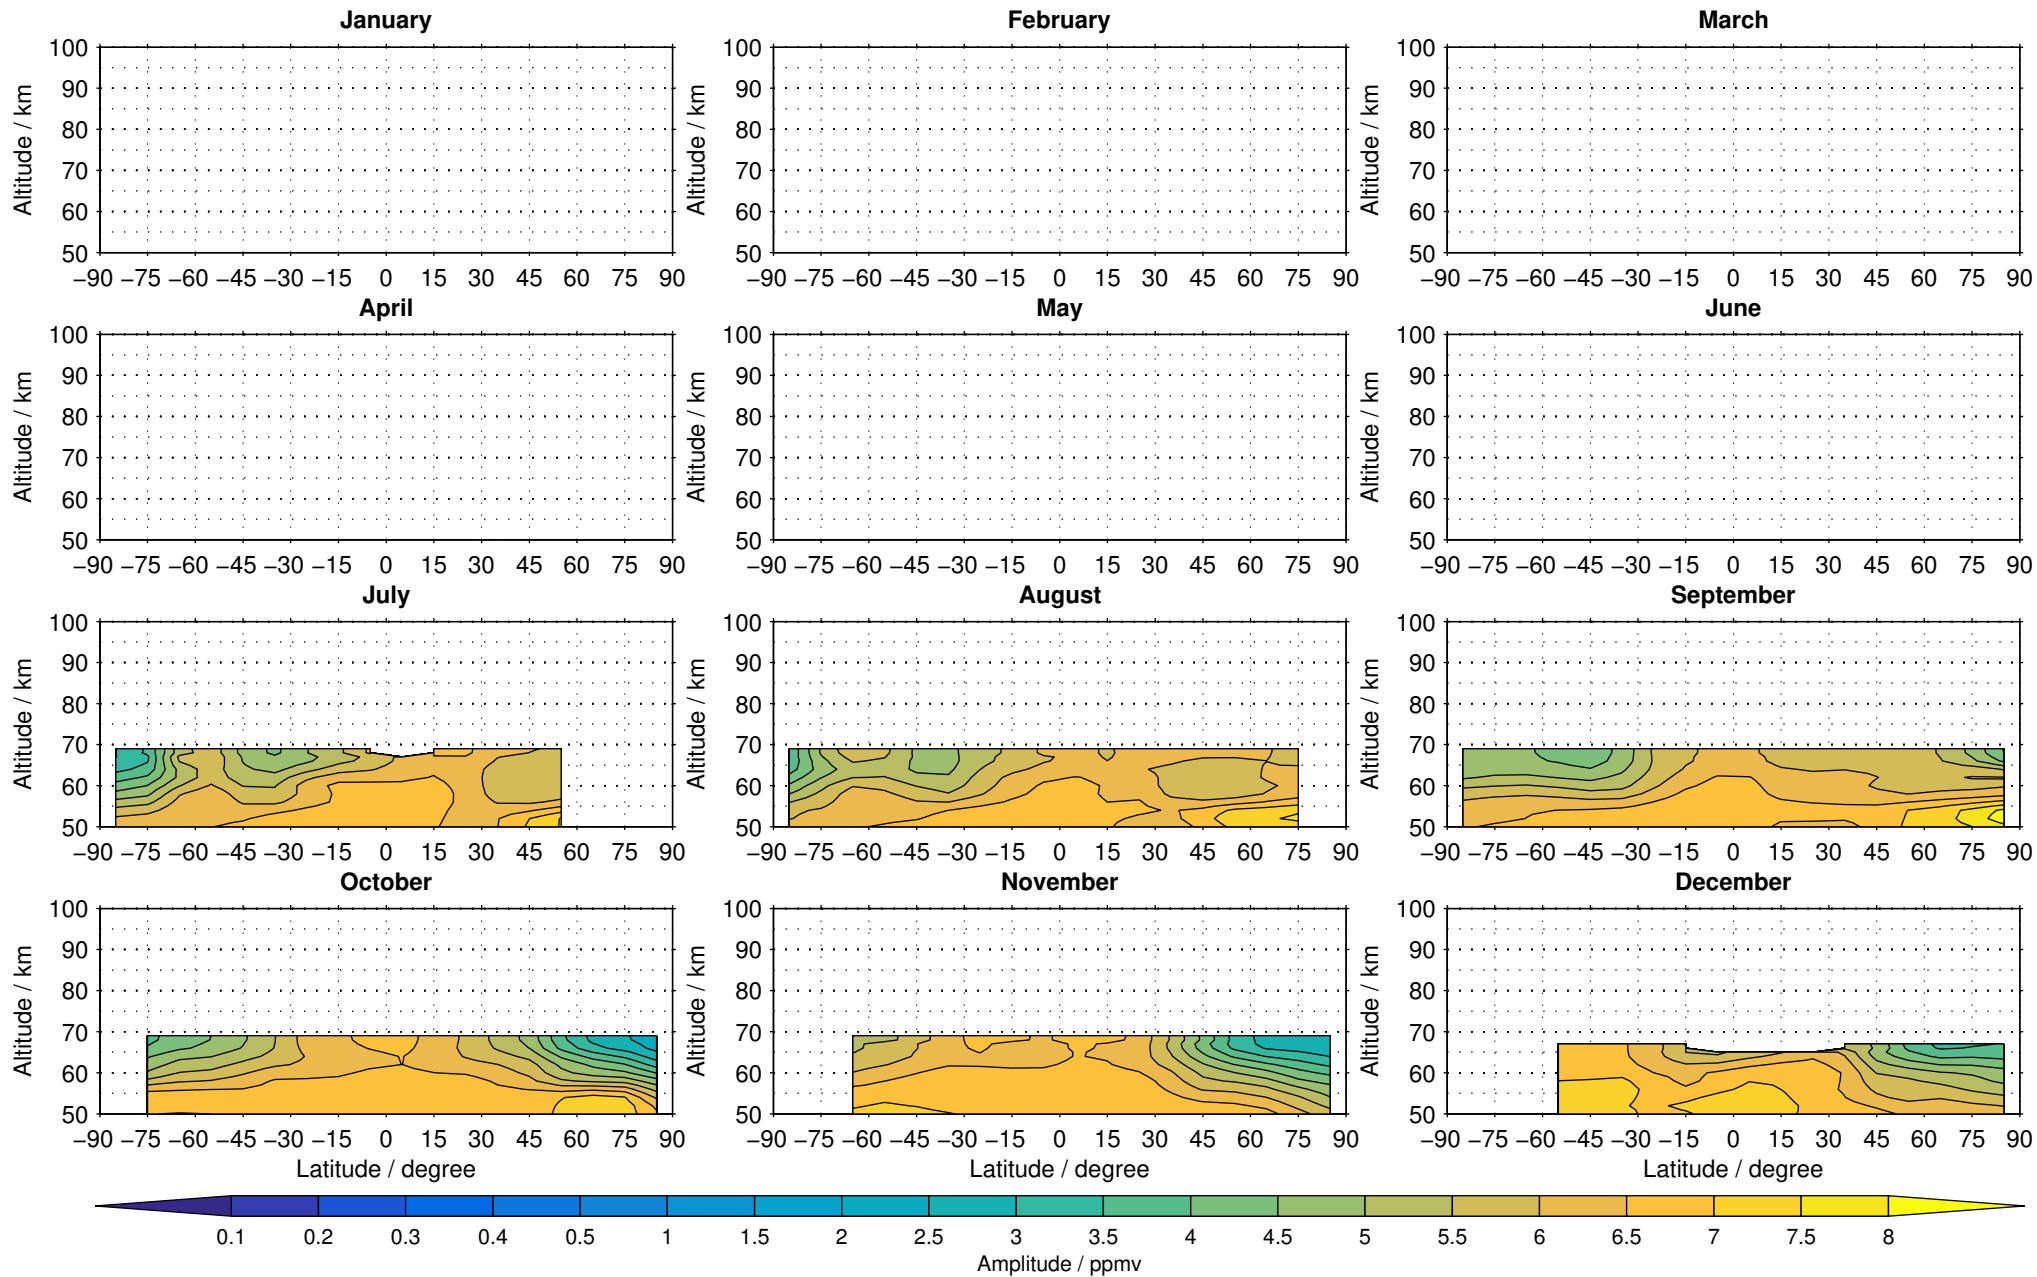 January February March
100 100 100
90 90 90
80 80 80
70 70 70
60 60 60
50 50 50
Altitude / km Altitude / km Altitude / km
−90 −75 −60 −45 −30 −15 0 15 30 45 60 75 90 −90 −75 −60 −45 −30 −15 0 15 30 45 60 75 90 −90 −75 −60 −45 −30 −15 0 15 30 45 60 75 90
April May June
100 100 100
90 90 90
80 80 80
70 70 70
60 60 60
50 50 50
Altitude / km Altitude / km Altitude / km
−90 −75 −60 −45 −30 −15 0 15 30 45 60 75 90 −90 −75 −60 −45 −30 −15 0 15 30 45 60 75 90 −90 −75 −60 −45 −30 −15 0 15 30 45 60 75 90
July August September
100 100 100
90 90 90
80 80 80
70 70 70
60 60 60
50 50 50
Altitude / km Altitude / km Altitude / km
−90 −75 −60 −45 −30 −15 0 15 30 45 60 75 90 −90 −75 −60 −45 −30 −15 0 15 30 45 60 75 90 −90 −75 −60 −45 −30 −15 0 15 30 45 60 75 90
October November December
100 100 100
90 90 90
80 80 80
70 70 70
60 60 60
50 50 50
Altitude / km Altitude / km Altitude / km
−90 −75 −60 −45 −30 −15 0 15 30 45 60 75 90 −90 −75 −60 −45 −30 −15 0 15 30 45 60 75 90 −90 −75 −60 −45 −30 −15 0 15 30 45 60 75 90
Latitude / degree Latitude / degree Latitude / degree
0.1 0.2 0.3 0.4 0.5 1 1.5 2 2.5 3 3.5 4 4.5 5 5.5 6 6.5 7 7.5 8
Amplitude / ppmv